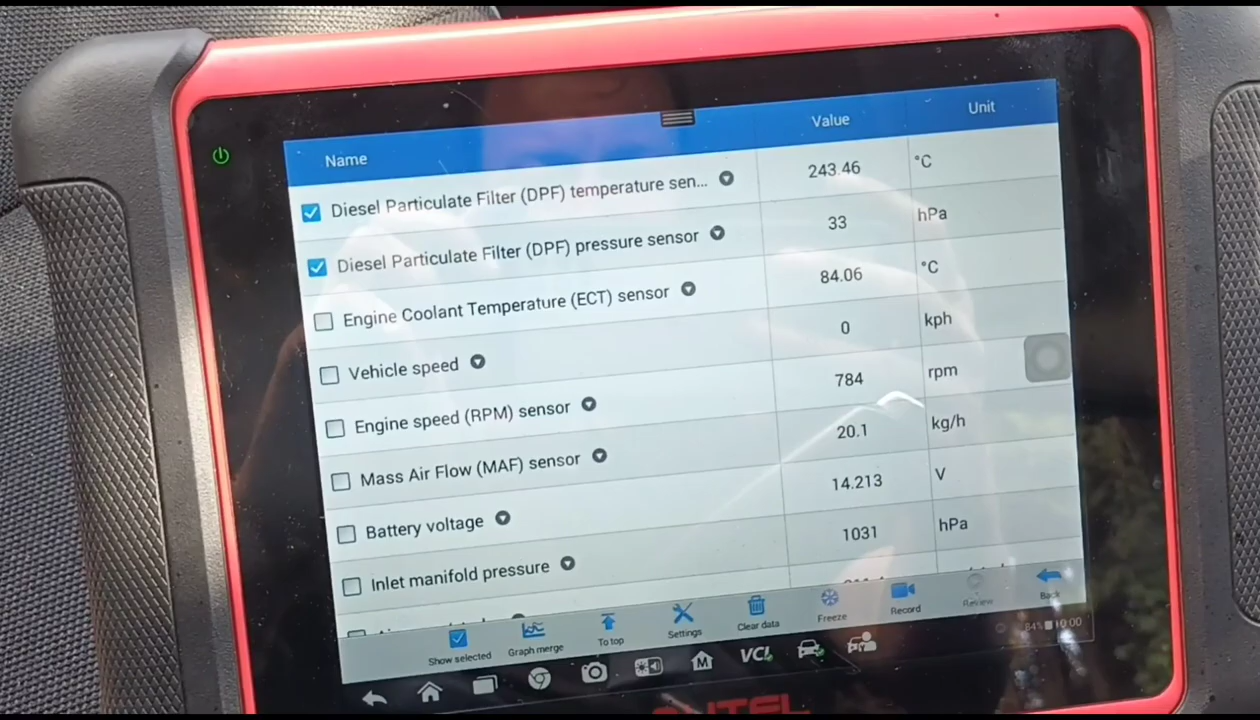 Name Value Unit
Diesel Particulate Filter (DPF) temperature sen... 243.46 °C
Diesel Particulate Filter (DPF) pressure sensor 33 hPa
Engine Coolant Temperature (ECT) sensor 84.06 °C
Vehicle speed 0 kph
Engine speed (RPM) sensor 784 rpm
Mass Air Flow (MAF) sensor 20.1 kg/h
Battery voltage 14.213 V
Inlet manifold pressure 1031 hPa
Show selected Graph merge To top Settings Clear data Freeze Record Review Back
M VCI 84%
AUTEL